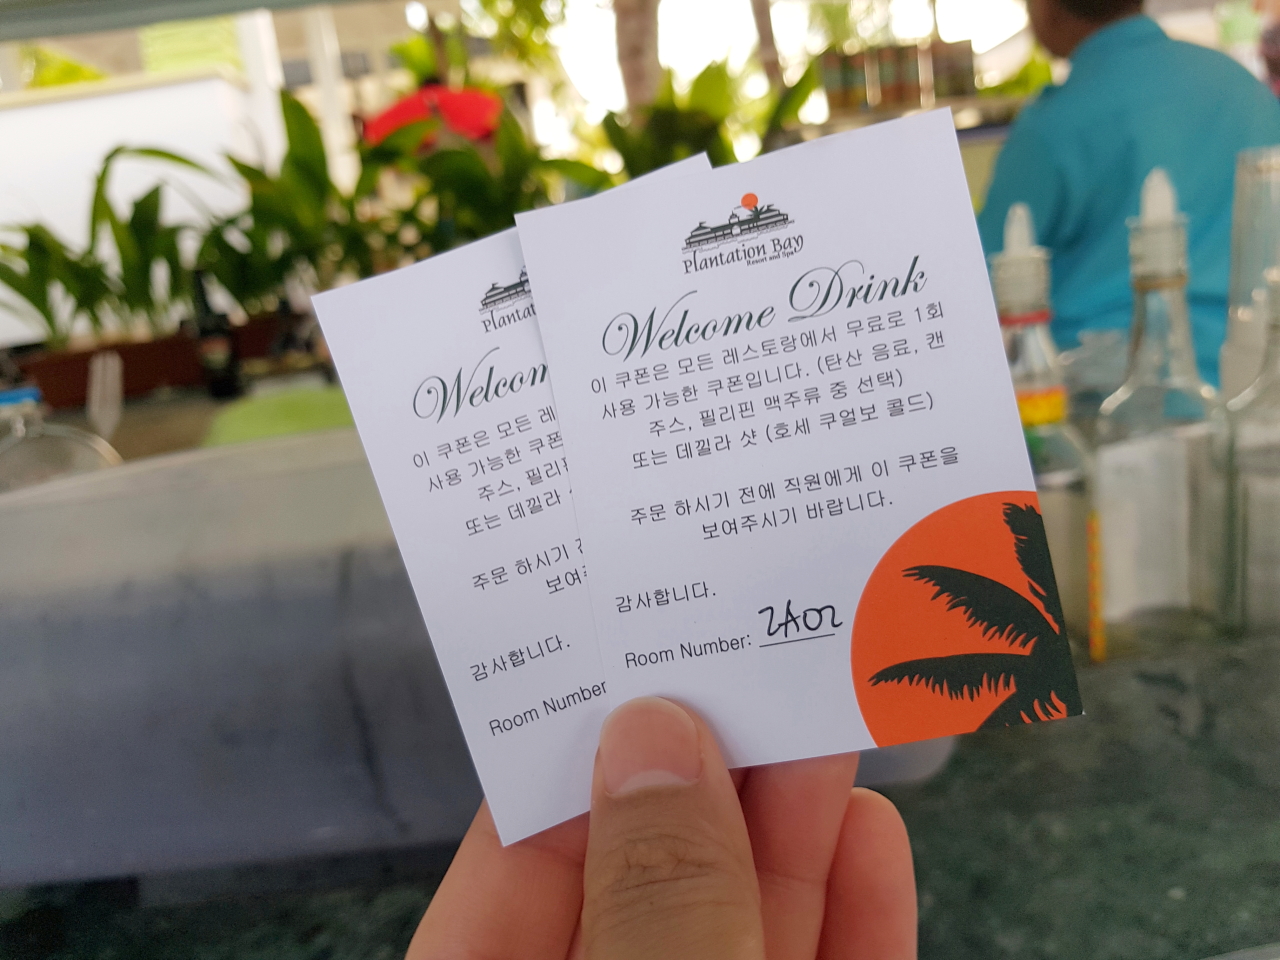 Plantation Bay
Resort and Spa
Welcome Drink
이 쿠폰은 모든 레스토랑에서 무료로 1회
사용 가능한 쿠폰입니다. (탄산 음료, 캔
주스, 필리핀 맥주류 중 선택)
또는 데낄라 샷 (호세 쿠얼보 콜드)
주문 하시기 전에 직원에게 이 쿠폰을
보여주시기 바랍니다.
감사합니다.
Room Number: 2A02
Plantat
Welcom
이 쿠폰은 모든 레
사용 가능한 쿠폰
주스, 필리
또는 데낄라
주문 하시기
보여
감사합니다.
Room Number